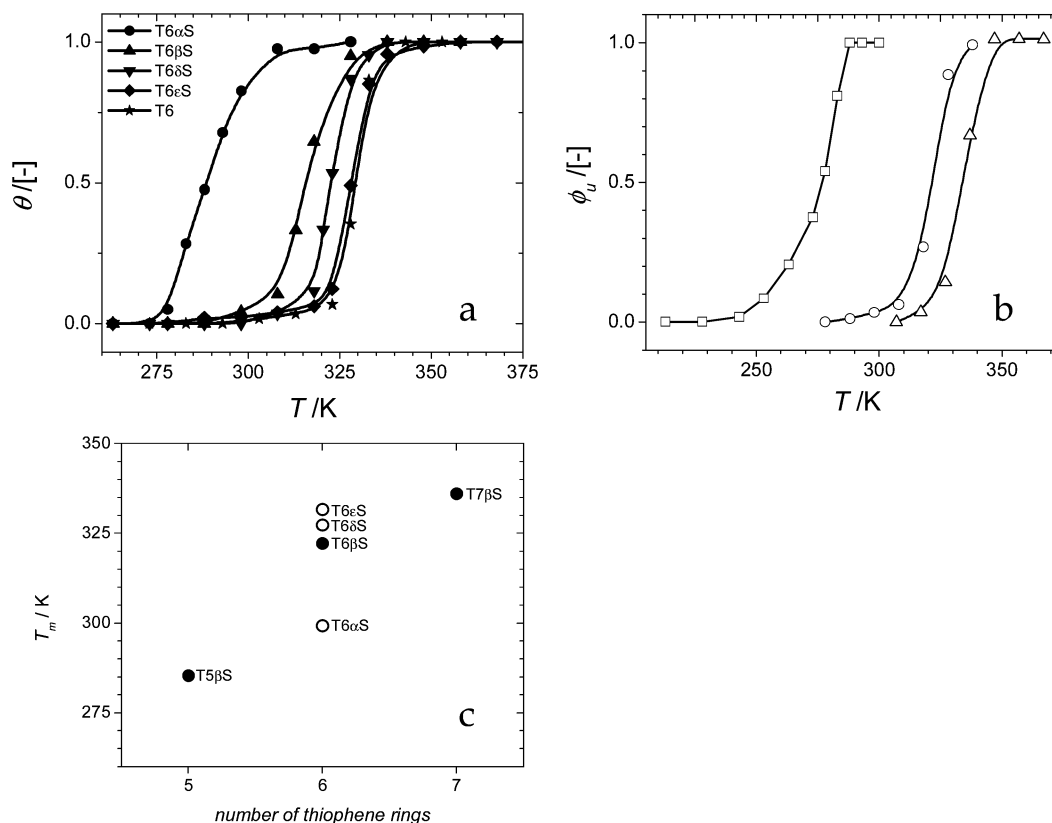 T6αS
T6βS
T6δS
T6εS
T6
1.0
0.5
0.0
θ /[-]
a
275 300 325 350 375
T /K
1.0
0.5
0.0
ϕu /[-]
b
250 300 350
T /K
350
325
300
275
Tm / K
T7βS
T6εS
T6δS
T6βS
T6αS
T5βS
c
5 6 7
number of thiophene rings